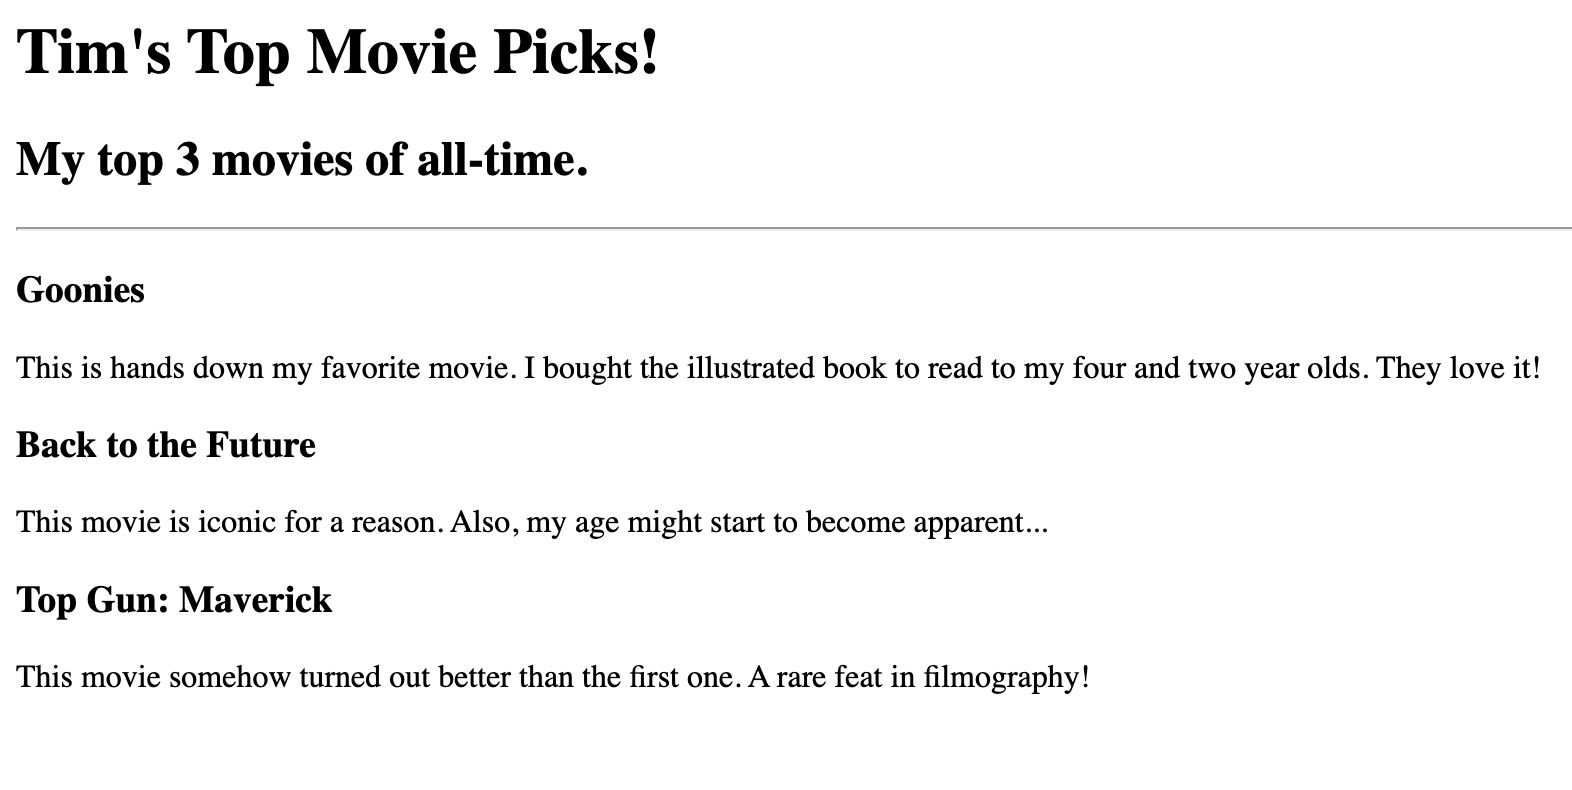 Tim's Top Movie Picks!
My top 3 movies of all-time.
Goonies
This is hands down my favorite movie. I bought the illustrated book to read to my four and two year olds. They love it!
Back to the Future
This movie is iconic for a reason. Also, my age might start to become apparent...
Top Gun: Maverick
This movie somehow turned out better than the first one. A rare feat in filmography!